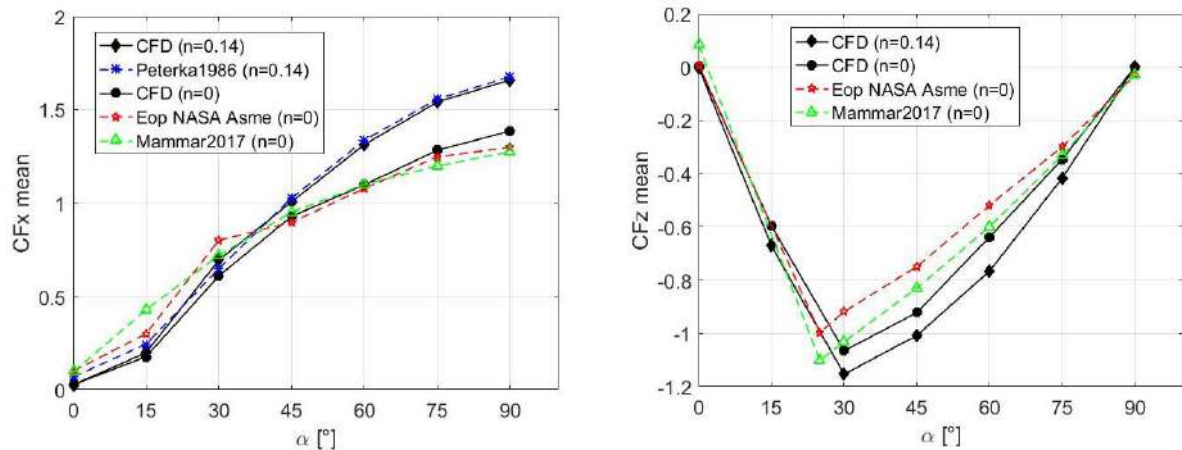 2
1.5
1
0.5
0
CFx mean
CFD (n=0.14)
Peterka1986 (n=0.14)
CFD (n=0)
Eop NASA Asme (n=0)
Mammar2017 (n=0)
0 15 30 45 60 75 90
α [°]
0.2
0
-0.2
-0.4
-0.6
-0.8
-1
-1.2
CFz mean
CFD (n=0.14)
CFD (n=0)
Eop NASA Asme (n=0)
Mammar2017 (n=0)
0 15 30 45 60 75 90
α [°]